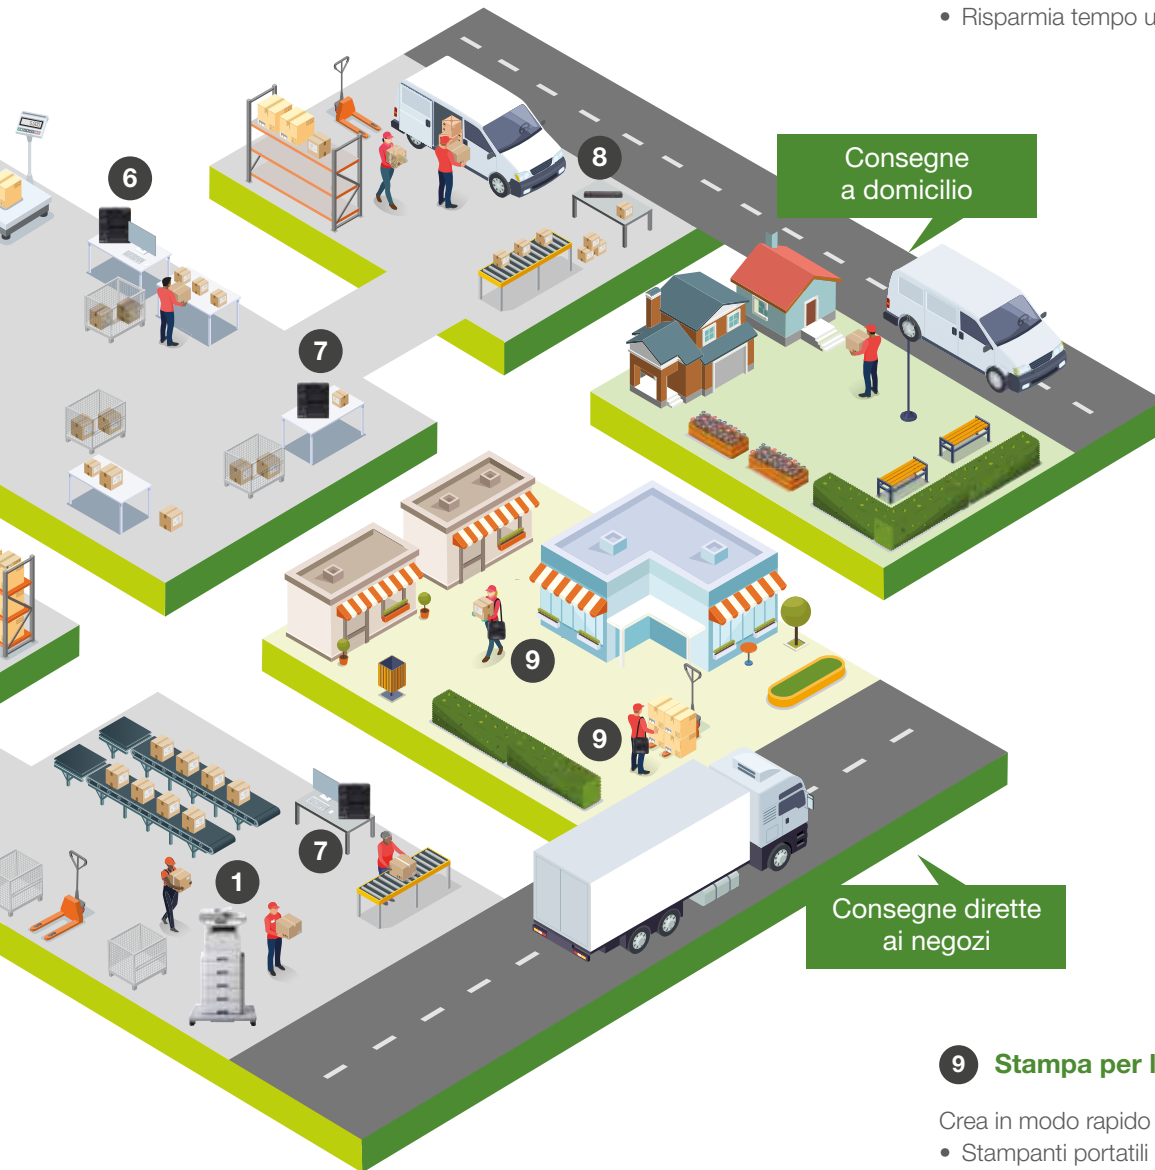 • Risparmia tempo u
6
8
Consegne
a domicilio
7
9
9
7
1
Consegne dirette
ai negozi
9 Stampa per l
Crea in modo rapido
• Stampanti portatili